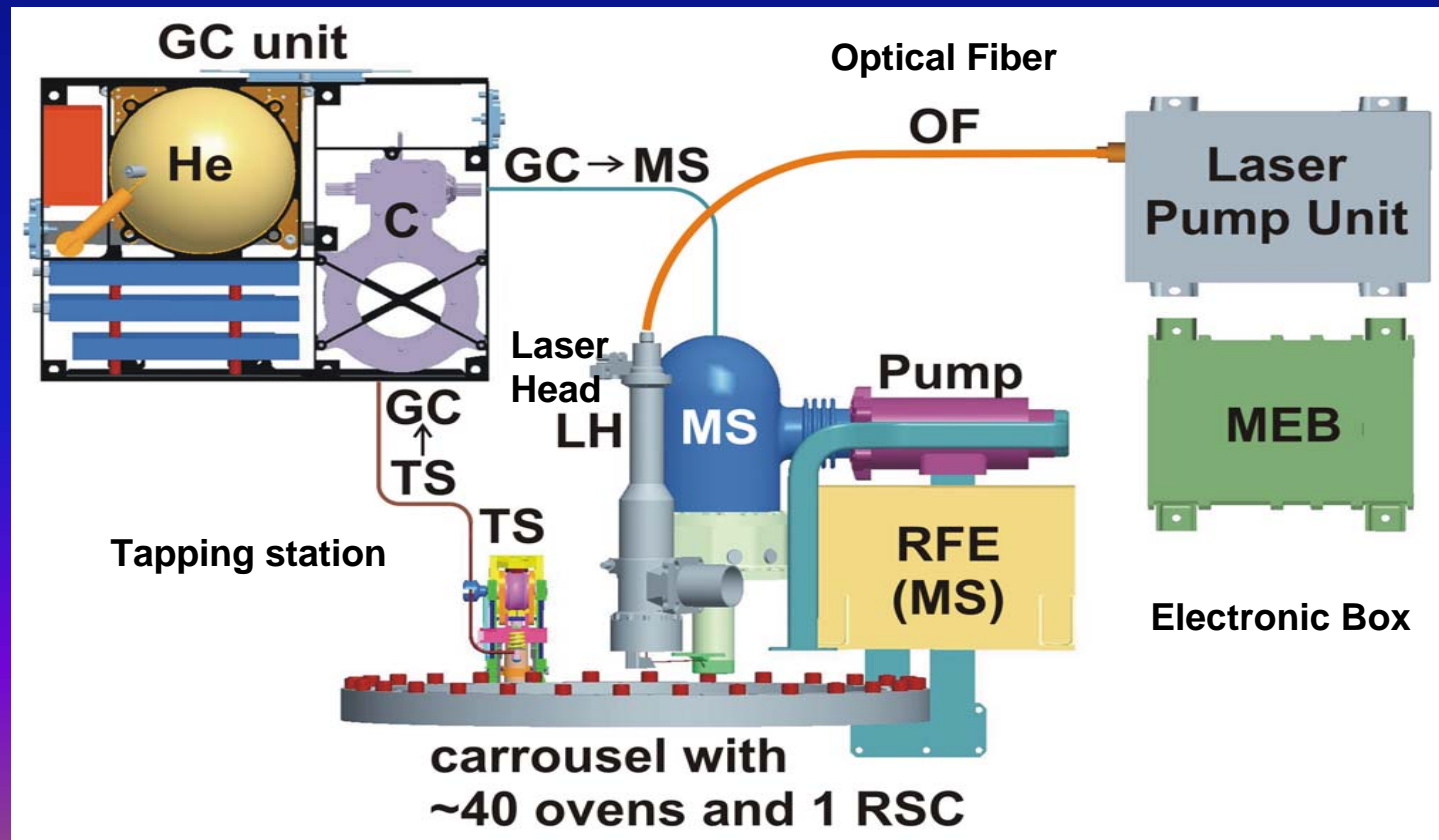 GC unit
Optical Fiber
OF
He
GC → MS
C
Laser
Pump Unit
Laser
Head
LH
MS
Pump
MEB
GC
↑
TS
TS
Tapping station
RFE
(MS)
Electronic Box
carrousel with
~40 ovens and 1 RSC